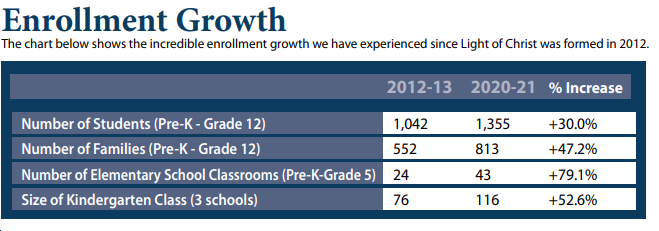 Enrollment Growth
The chart below shows the incredible enrollment growth we have experienced since Light of Christ was formed in 2012.
2012-13 2020-21 % Increase
Number of Students (Pre-K - Grade 12) 1,042 1,355 +30.0%
Number of Families (Pre-K - Grade 12) 552 813 +47.2%
Number of Elementary School Classrooms (Pre-K-Grade 5) 24 43 +79.1%
Size of Kindergarten Class (3 schools) 76 116 +52.6%